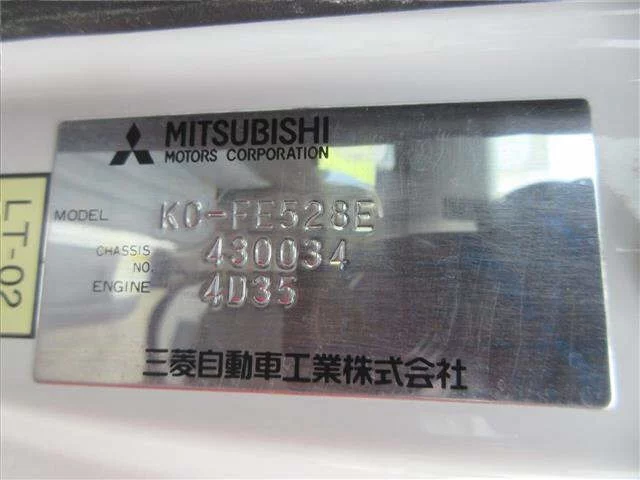 MITSUBISHI
MOTORS CORPORATION
MODEL KC-FE528E
CHASSIS NO. 430034
ENGINE 4D35
三菱自動車工業株式会社
LT-02